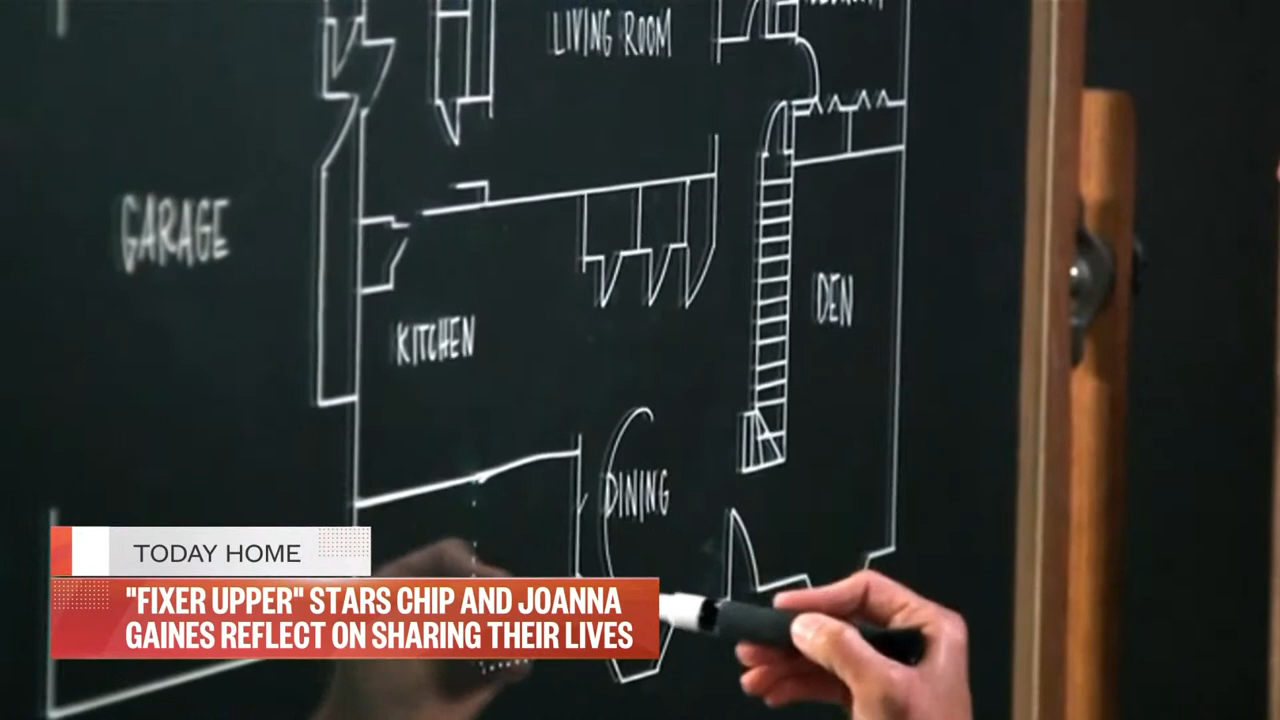 LIVING ROOM
GARAGE
DEN
KITCHEN
DINING
TODAY HOME
"FIXER UPPER" STARS CHIP AND JOANNA
GAINES REFLECT ON SHARING THEIR LIVES